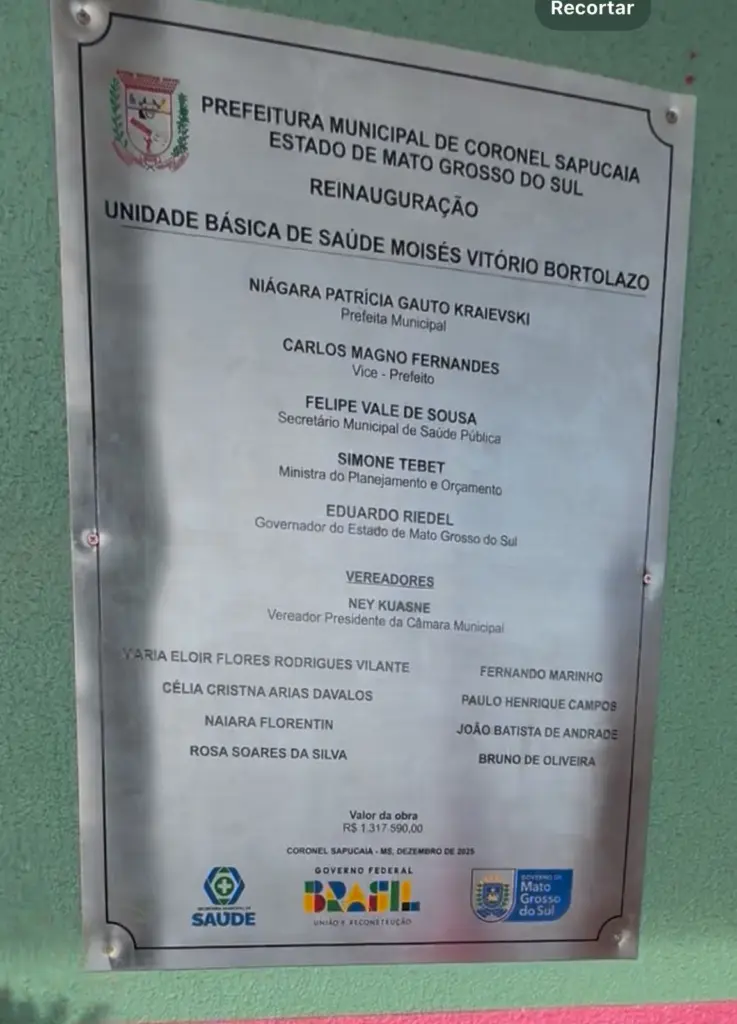 Recortar
PREFEITURA MUNICIPAL DE CORONEL SAPUCAIA
ESTADO DE MATO GROSSO DO SUL
REINAUGURAÇÃO
UNIDADE BÁSICA DE SAÚDE MOISÉS VITÓRIO BORTOLAZO
NIÁGARA PATRÍCIA GAUTO KRAIEVSKI
Prefeita Municipal
CARLOS MAGNO FERNANDES
Vice - Prefeito
FELIPE VALE DE SOUSA
Secretário Municipal de Saúde Pública
SIMONE TEBET
Ministra do Planejamento e Orçamento
EDUARDO RIEDEL
Governador do Estado de Mato Grosso do Sul
VEREADORES
NEY KUASNE
Vereador Presidente da Câmara Municipal
MARIA ELOIR FLORES RODRIGUES VILANTE
CÉLIA CRISTNA ARIAS DAVALOS
NAIARA FLORENTIN
ROSA SOARES DA SILVA
FERNANDO MARINHO
PAULO HENRIQUE CAMPOS
JOÃO BATISTA DE ANDRADE
BRUNO DE OLIVEIRA
Valor da obra
R$ 1.317.590,00
CORONEL SAPUCAIA - MS, DEZEMBRO DE 2025
SECRETARIA MUNICIPAL DE
SAÚDE
GOVERNO FEDERAL
BRASIL
UNIÃO E RECONSTRUÇÃO
GOVERNO DE
Mato
Grosso
do Sul